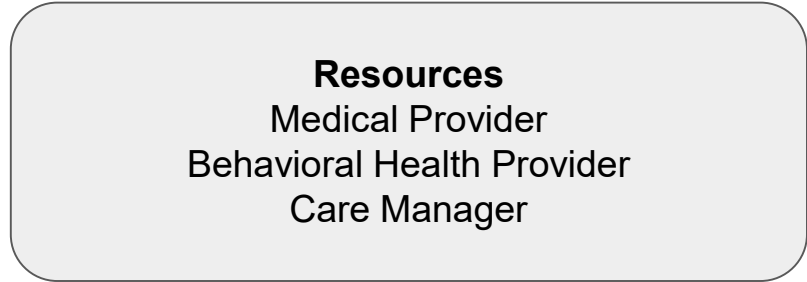 Resources
Medical Provider
Behavioral Health Provider
Care Manager